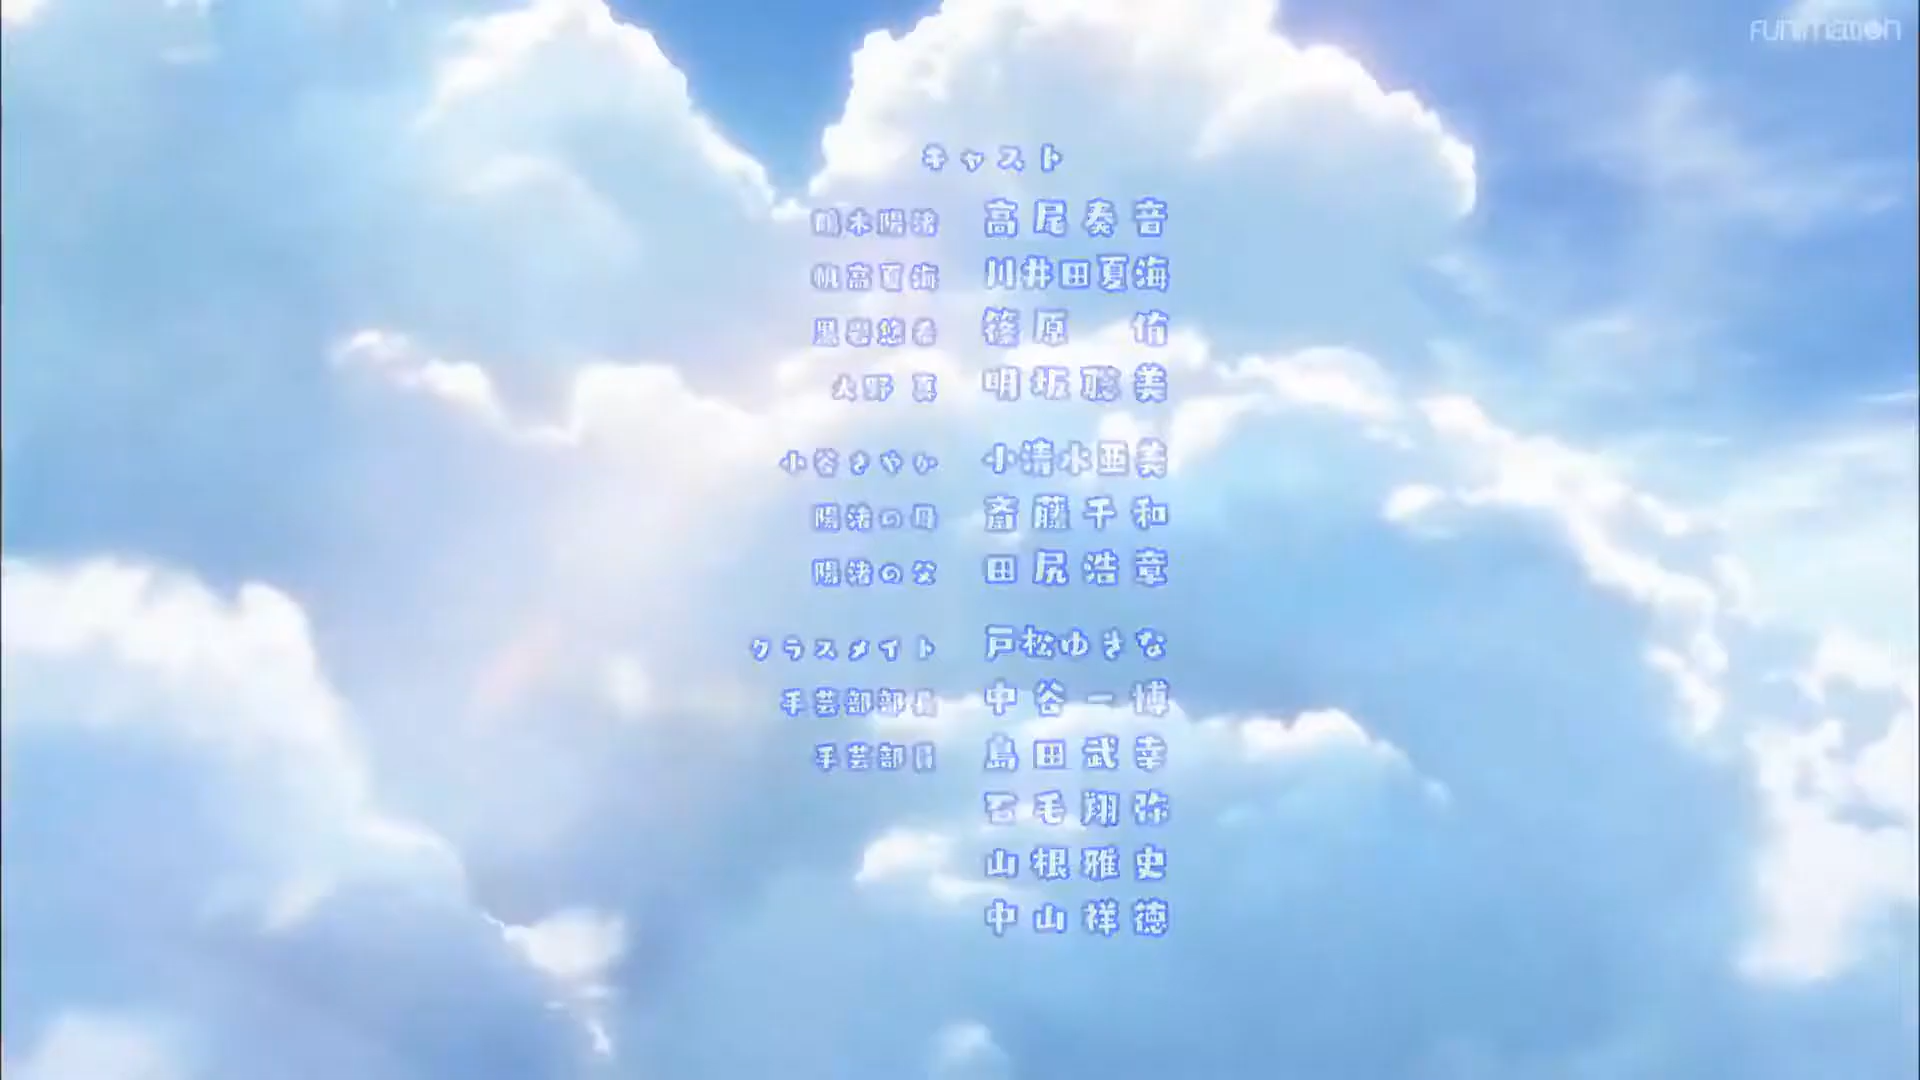 funimation
キャスト
鶴木陽渚 高尾奏音
帆高夏海 川井田夏海
黒岩悠希 篠原 侑
大野 真 明坂聡美
小谷さやか 小清水亜美
陽渚の母 斎藤千和
陽渚の父 田尻浩章
クラスメイト 戸松ゆきな
手芸部部長 中谷一博
手芸部員 島田武幸
石毛翔弥
山根雅史
中山祥徳